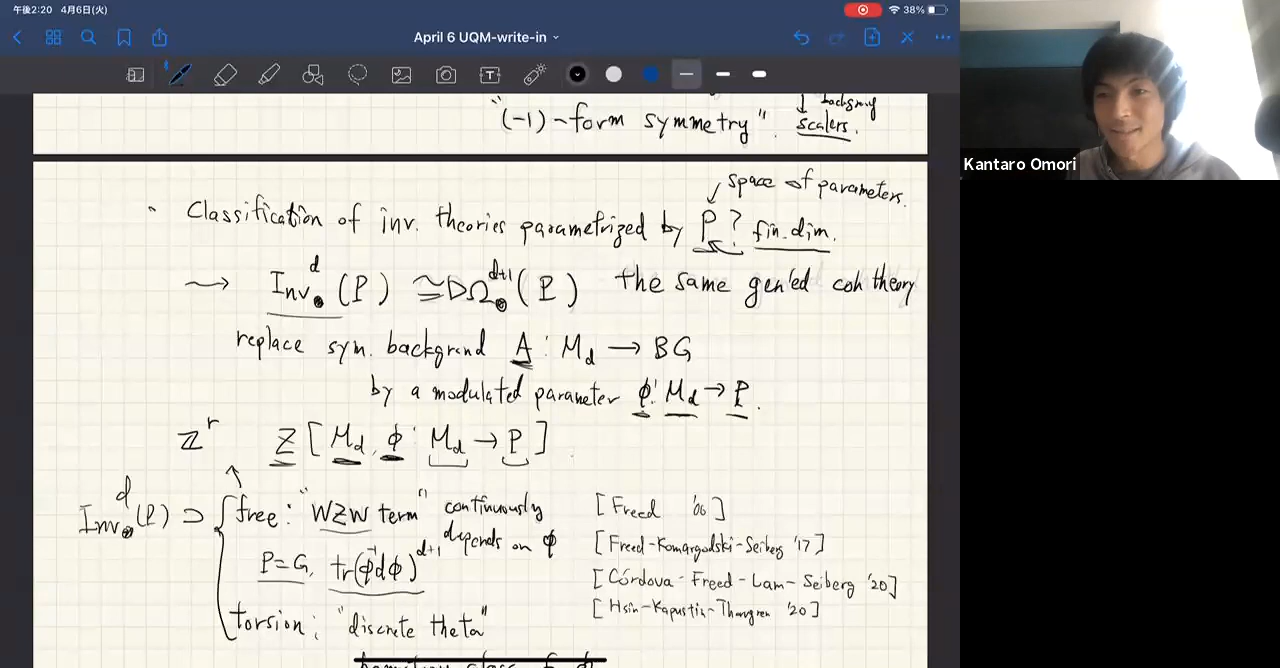 午後2:20 4月6日(火)
38%
April 6 UQM-write-in
Kantaro Omori
"(-1)-form symmetry". scalers.
space of parameters.
・ Classification of inv. theories parametrized by P? fin.dim.
⇝ Inv^d_•(P) ≅ DΩ^{d+1}_•(P) the same gen'ed coh theory
replace sym. backgrend A : M_d → BG
by a modulated parameter φ: M_d → P.
Z^r Z [M_d, φ: M_d → P]
Inv^d_•(P) ⊃ { free: "WZW term" continuously depends on φ
P=G, tr(φ^{-1}dφ)^{d+1}
torsion: "discrete theta"
[Freed '06]
[Freed-Komargodski-Seiberg '17]
[Córdova-Freed-Lam-Seiberg '20]
[Hsin-Kapustin-Thorngren '20]